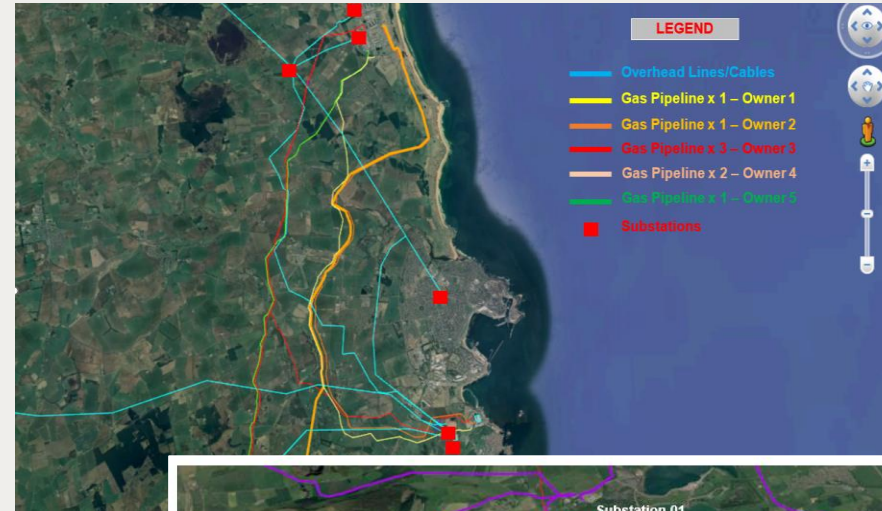 LEGEND
Overhead Lines/Cables
Gas Pipeline x 1 – Owner 1
Gas Pipeline x 1 – Owner 2
Gas Pipeline x 3 – Owner 3
Gas Pipeline x 2 – Owner 4
Gas Pipeline x 1 – Owner 5
Substations
Substation 01